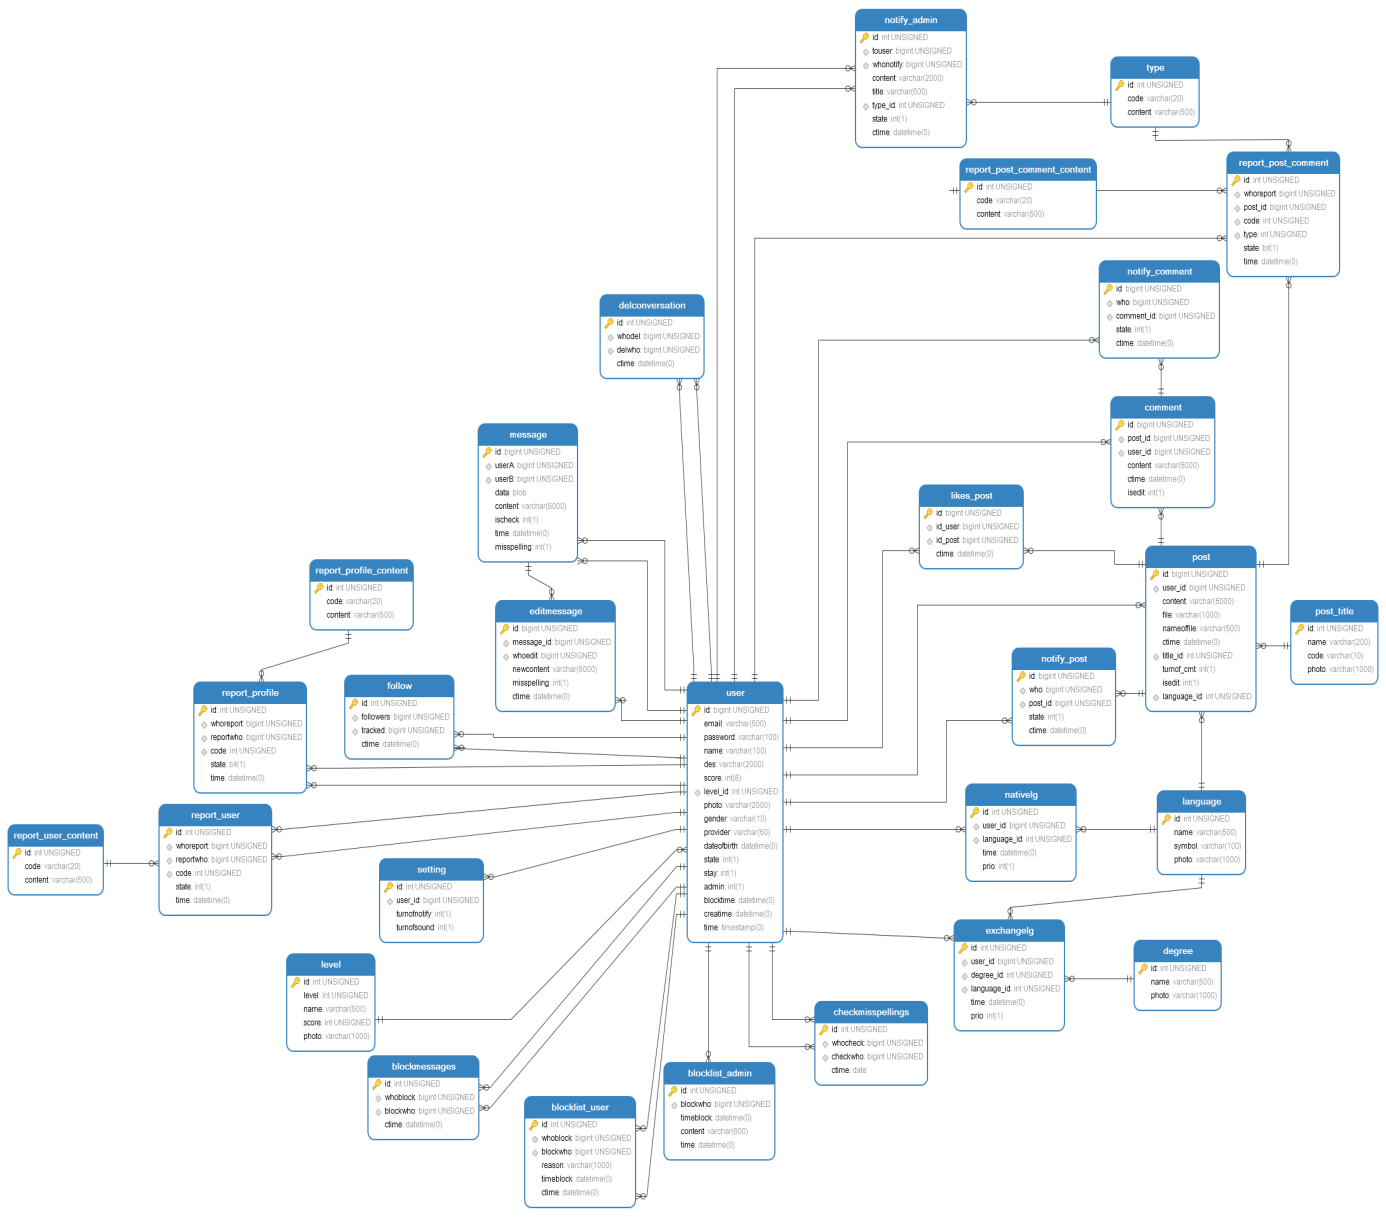 notify_admin
id: int UNSIGNED
touser: bigint UNSIGNED
whonotify: bigint UNSIGNED
content: varchar(2000)
title: varchar(500)
type_id: int UNSIGNED
state: int(1)
ctime: datetime(0)
type
id: int UNSIGNED
code: varchar(20)
content: varchar(500)
report_post_comment_content
id: int UNSIGNED
code: varchar(20)
content: varchar(500)
report_post_comment
id: int UNSIGNED
whoreport: bigint UNSIGNED
post_id: bigint UNSIGNED
code: int UNSIGNED
type: int UNSIGNED
state: bit(1)
time: datetime(0)
notify_comment
id: bigint UNSIGNED
who: bigint UNSIGNED
comment_id: bigint UNSIGNED
state: int(1)
ctime: datetime(0)
delconversation
id: int UNSIGNED
whodel: bigint UNSIGNED
delwho: bigint UNSIGNED
ctime: datetime(0)
comment
id: bigint UNSIGNED
post_id: bigint UNSIGNED
user_id: bigint UNSIGNED
content: varchar(5000)
ctime: datetime(0)
isedit: int(1)
message
id: bigint UNSIGNED
userA: bigint UNSIGNED
userB: bigint UNSIGNED
data: blob
content: varchar(5000)
ischeck: int(1)
time: datetime(0)
misspelling: int(1)
likes_post
id: bigint UNSIGNED
id_user: bigint UNSIGNED
id_post: bigint UNSIGNED
ctime: datetime(0)
post
id: bigint UNSIGNED
user_id: bigint UNSIGNED
content: varchar(5000)
file: varchar(1000)
nameoffile: varchar(500)
ctime: datetime(0)
title_id: int UNSIGNED
turnof_cmt: int(1)
isedit: int(1)
language_id: int UNSIGNED
report_profile_content
id: int UNSIGNED
code: varchar(20)
content: varchar(500)
editmessage
id: bigint UNSIGNED
message_id: bigint UNSIGNED
whoedit: bigint UNSIGNED
newcontent: varchar(5000)
misspelling: int(1)
ctime: datetime(0)
post_title
id: int UNSIGNED
name: varchar(200)
code: varchar(10)
photo: varchar(1000)
notify_post
id: bigint UNSIGNED
who: bigint UNSIGNED
post_id: bigint UNSIGNED
state: int(1)
ctime: datetime(0)
follow
id: int UNSIGNED
followers: bigint UNSIGNED
tracked: bigint UNSIGNED
ctime: datetime(0)
report_profile
id: int UNSIGNED
whoreport: bigint UNSIGNED
reportwho: bigint UNSIGNED
code: int UNSIGNED
state: bit(1)
time: datetime(0)
user
id: bigint UNSIGNED
email: varchar(500)
password: varchar(100)
name: varchar(100)
des: varchar(2000)
score: int(8)
level_id: int UNSIGNED
photo: varchar(2000)
gender: varchar(10)
provider: varchar(50)
dateofbirth: datetime(0)
state: int(1)
stay: int(1)
admin: int(1)
blocktime: datetime(0)
creatime: datetime(0)
time: timestamp(0)
nativelg
id: int UNSIGNED
user_id: bigint UNSIGNED
language_id: int UNSIGNED
time: datetime(0)
prio: int(1)
language
id: int UNSIGNED
name: varchar(500)
symbol: varchar(100)
photo: varchar(1000)
report_user
id: int UNSIGNED
whoreport: bigint UNSIGNED
reportwho: bigint UNSIGNED
code: int UNSIGNED
state: int(1)
time: datetime(0)
report_user_content
id: int UNSIGNED
code: varchar(20)
content: varchar(500)
setting
id: int UNSIGNED
user_id: bigint UNSIGNED
turnofnotify: int(1)
turnofsound: int(1)
exchangelg
id: int UNSIGNED
user_id: bigint UNSIGNED
degree_id: int UNSIGNED
language_id: int UNSIGNED
time: datetime(0)
prio: int(1)
degree
id: int UNSIGNED
name: varchar(500)
photo: varchar(1000)
level
id: int UNSIGNED
level: int UNSIGNED
name: varchar(500)
score: int UNSIGNED
photo: varchar(1000)
checkmisspellings
id: int UNSIGNED
whocheck: bigint UNSIGNED
checkwho: bigint UNSIGNED
ctime: date
blockmessages
id: int UNSIGNED
whoblock: bigint UNSIGNED
blockwho: bigint UNSIGNED
ctime: datetime(0)
blocklist_admin
id: int UNSIGNED
blockwho: bigint UNSIGNED
timeblock: datetime(0)
content: varchar(800)
time: datetime(0)
blocklist_user
id: int UNSIGNED
whoblock: bigint UNSIGNED
blockwho: bigint UNSIGNED
reason: varchar(1000)
timeblock: datetime(0)
ctime: datetime(0)